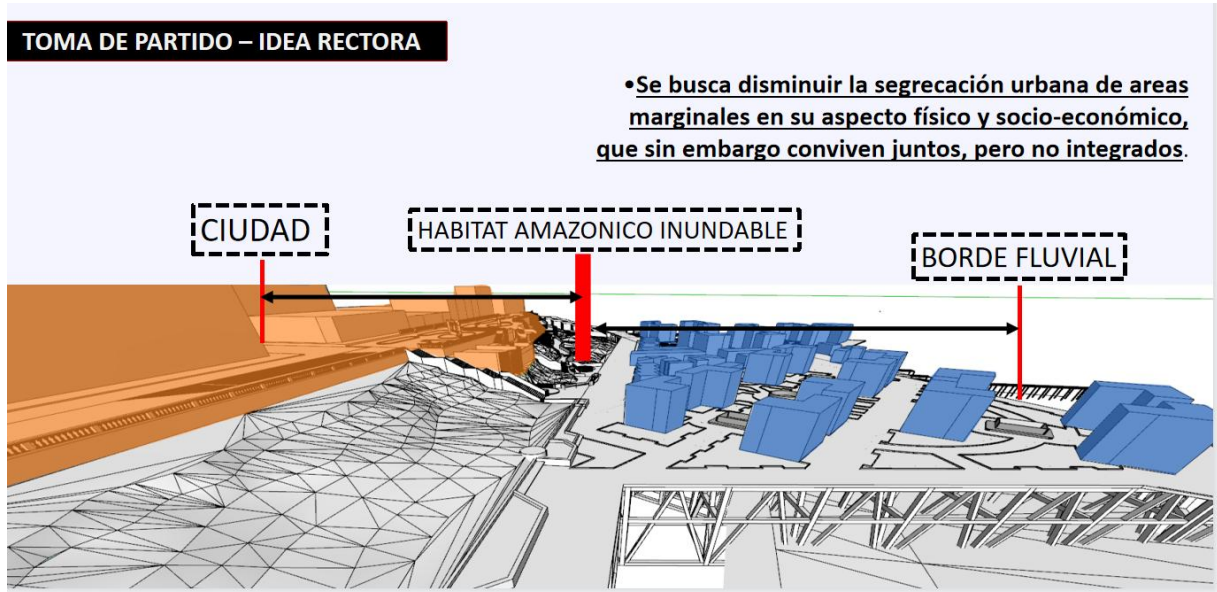 TOMA DE PARTIDO – IDEA RECTORA
•Se busca disminuir la segrecación urbana de areas
marginales en su aspecto físico y socio-económico,
que sin embargo conviven juntos, pero no integrados.
CIUDAD
HABITAT AMAZONICO INUNDABLE
BORDE FLUVIAL